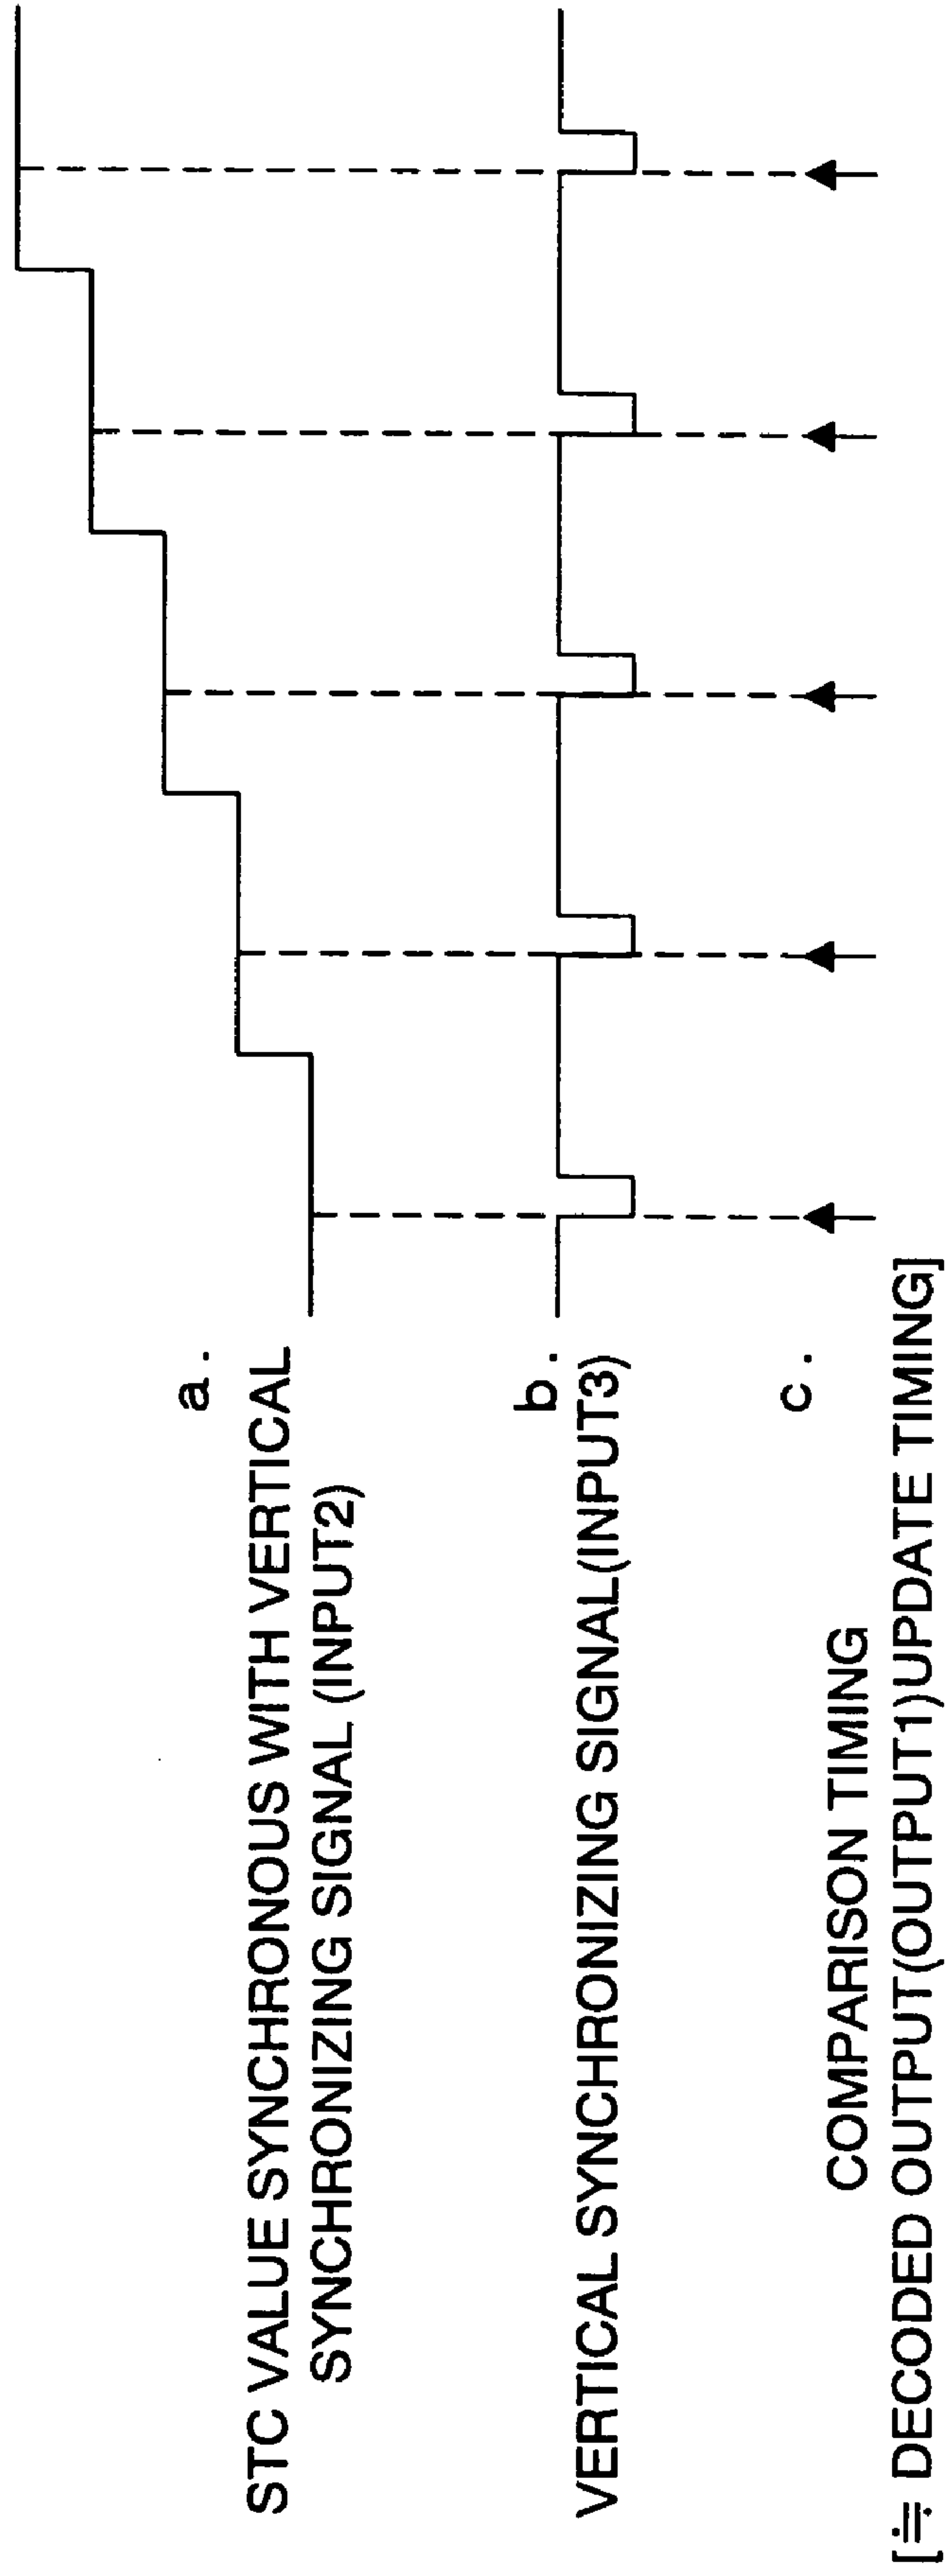 a.
STC VALUE SYNCHRONOUS WITH VERTICAL
SYNCHRONIZING SIGNAL (INPUT2)
b.
VERTICAL SYNCHRONIZING SIGNAL(INPUT3)
c.
COMPARISON TIMING
[≒ DECODED OUTPUT(OUTPUT1)UPDATE TIMING]